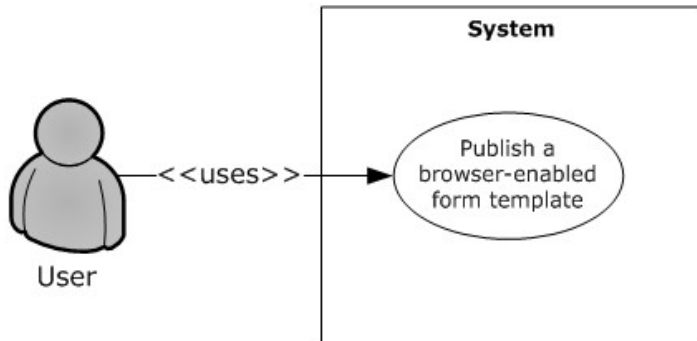 System
<<uses>>
Publish a
browser-enabled
form template
User